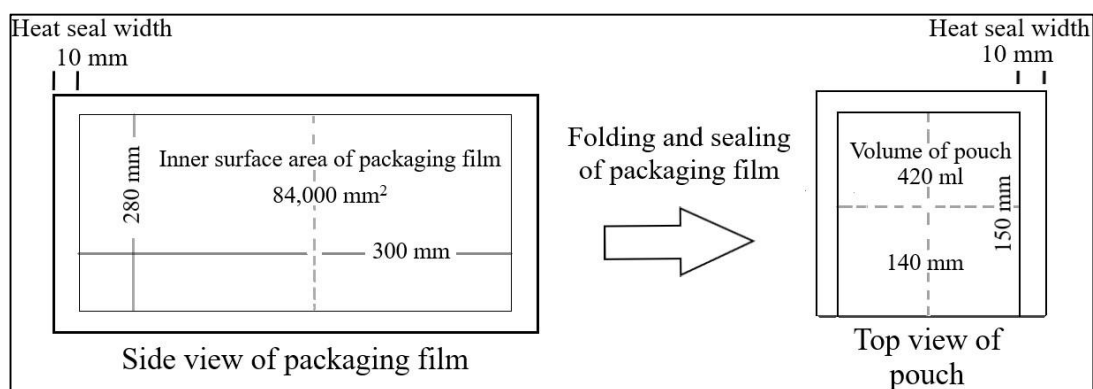 Heat seal width
10 mm
280 mm
Inner surface area of packaging film
84,000 mm²
300 mm
Side view of packaging film
Folding and sealing
of packaging film
Heat seal width
10 mm
Volume of pouch
420 ml
150 mm
140 mm
Top view of
pouch